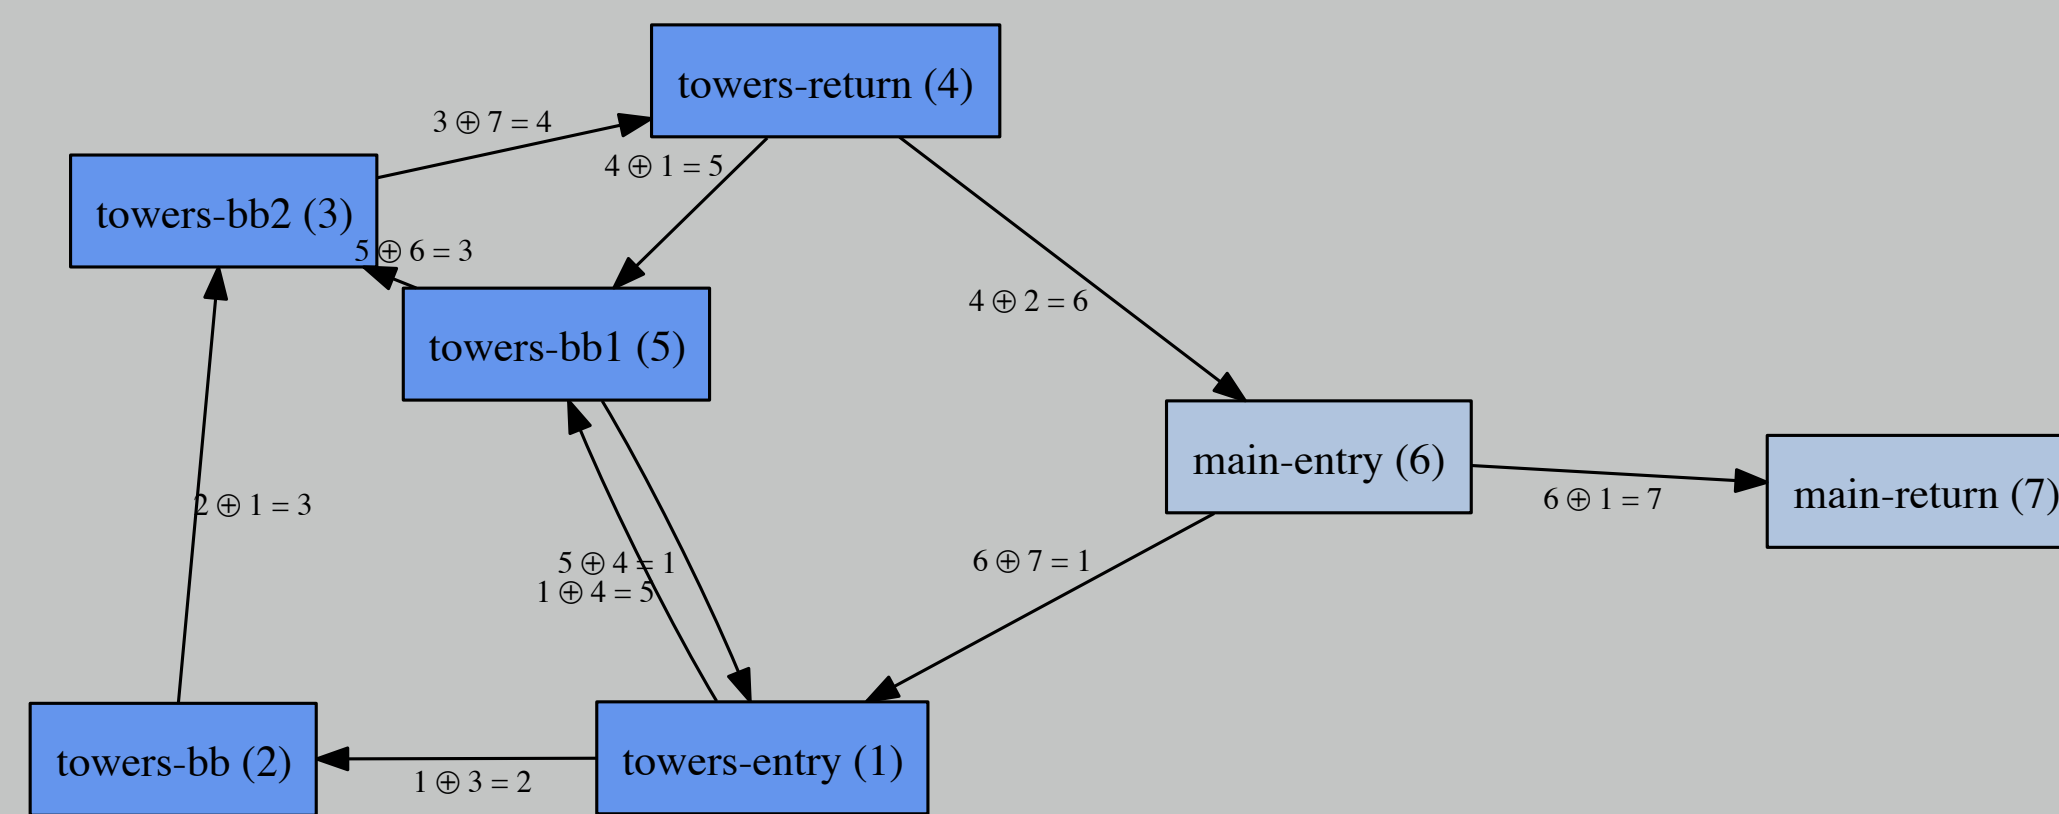 towers-return (4)
3 ⊕ 7 = 4
4 ⊕ 1 = 5
towers-bb2 (3)
5 ⊕ 6 = 3
4 ⊕ 2 = 6
towers-bb1 (5)
main-entry (6)
main-return (7)
6 ⊕ 1 = 7
2 ⊕ 1 = 3
5 ⊕ 4 = 1
6 ⊕ 7 = 1
1 ⊕ 4 = 5
towers-bb (2)
towers-entry (1)
1 ⊕ 3 = 2